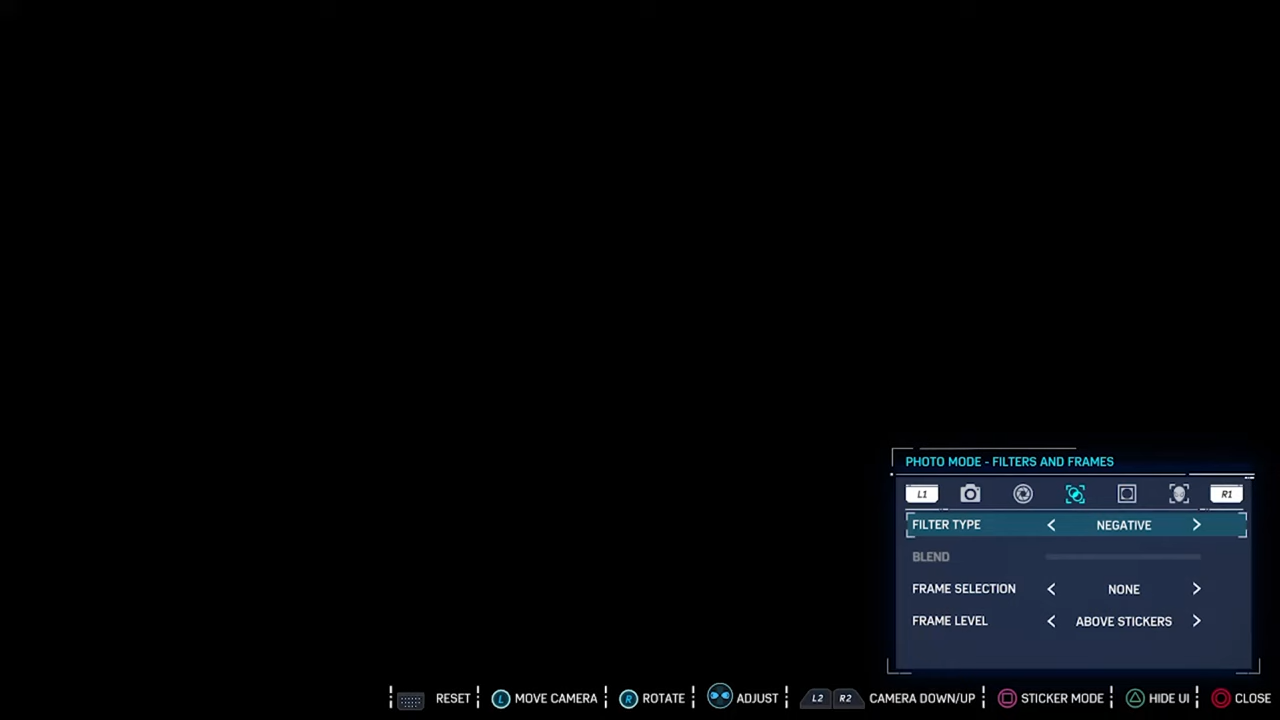 PHOTO MODE - FILTERS AND FRAMES
L1 R1
FILTER TYPE < NEGATIVE >
BLEND
FRAME SELECTION < NONE >
FRAME LEVEL < ABOVE STICKERS >
RESET L MOVE CAMERA R ROTATE ADJUST L2 R2 CAMERA DOWN/UP STICKER MODE HIDE UI CLOSE